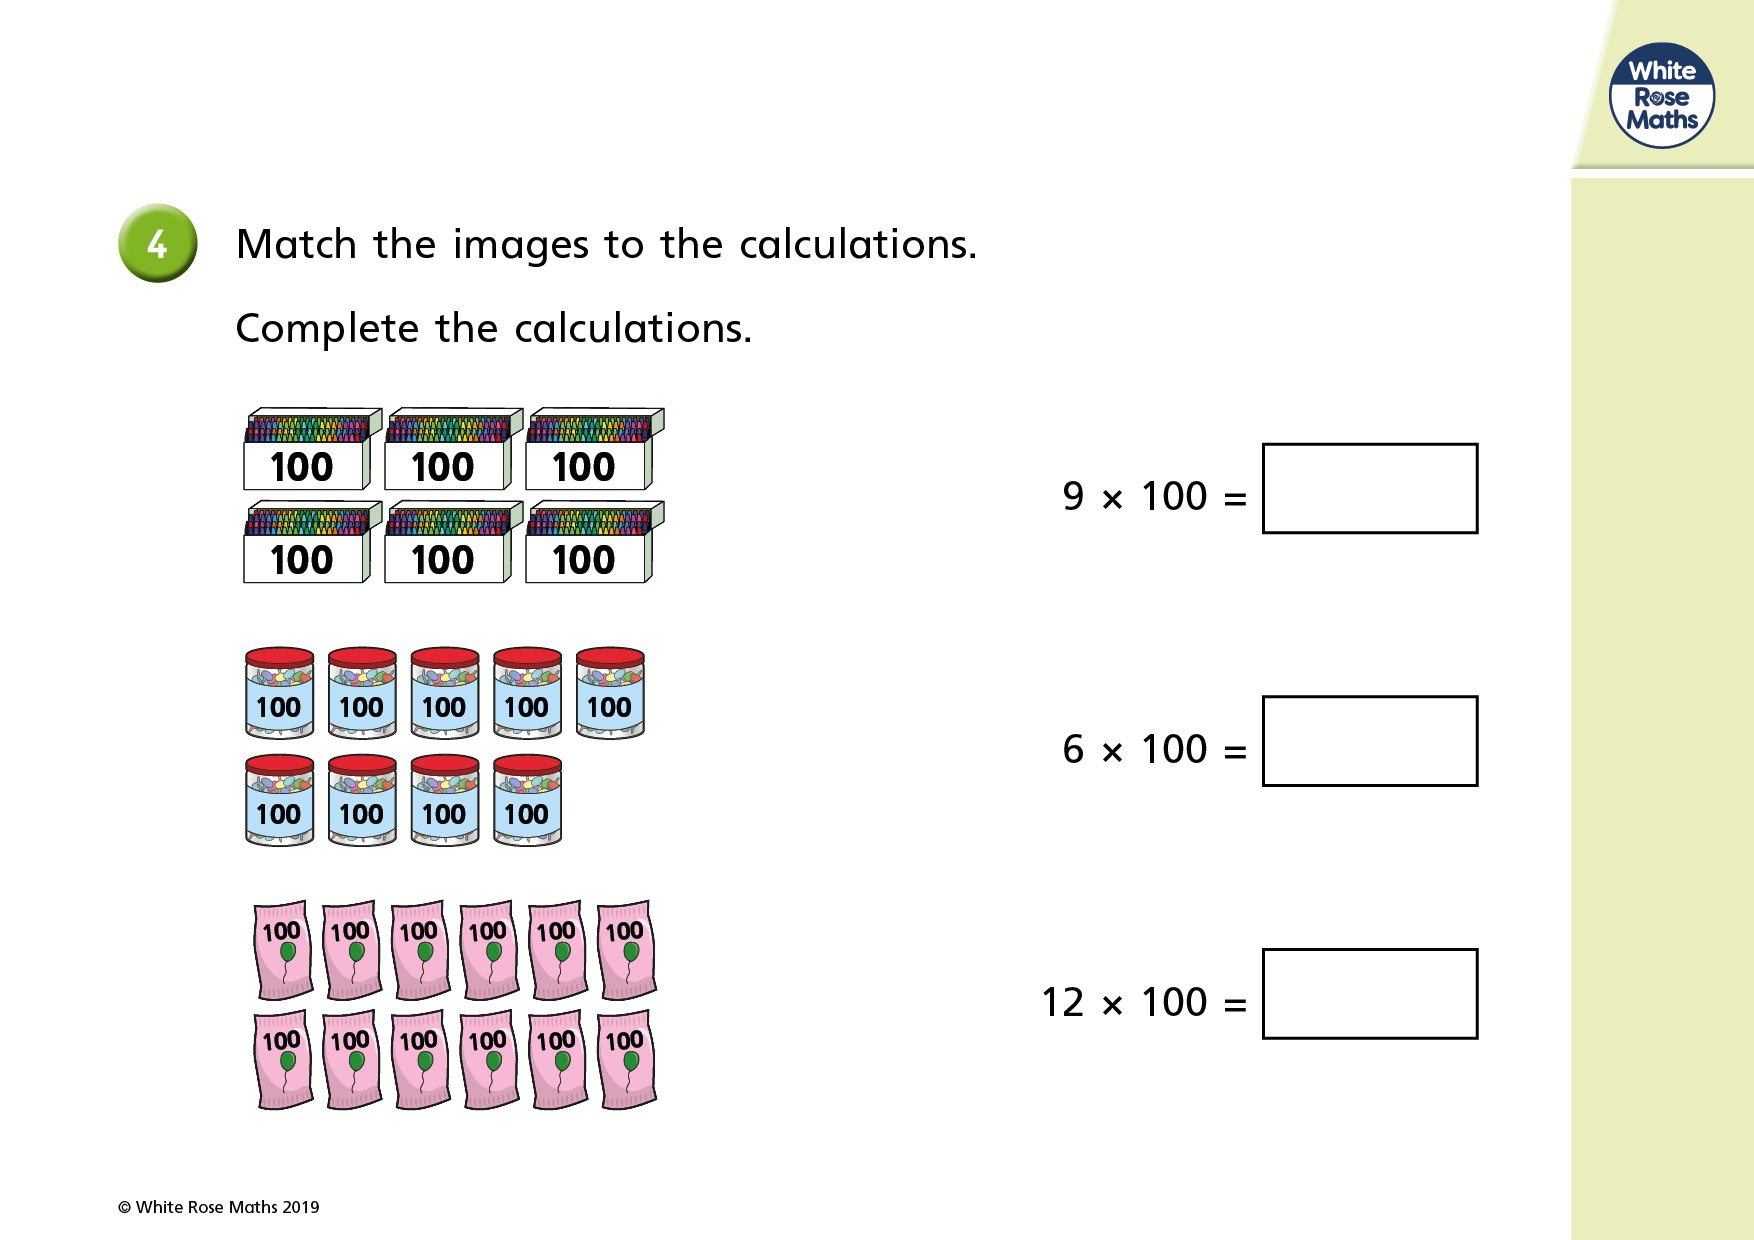 White
Rose
Maths
4 Match the images to the calculations.
Complete the calculations.
100 100 100
100 100 100
9 × 100 =
100 100 100 100 100
100 100 100 100
6 × 100 =
100 100 100 100 100 100
100 100 100 100 100 100
12 × 100 =
© White Rose Maths 2019